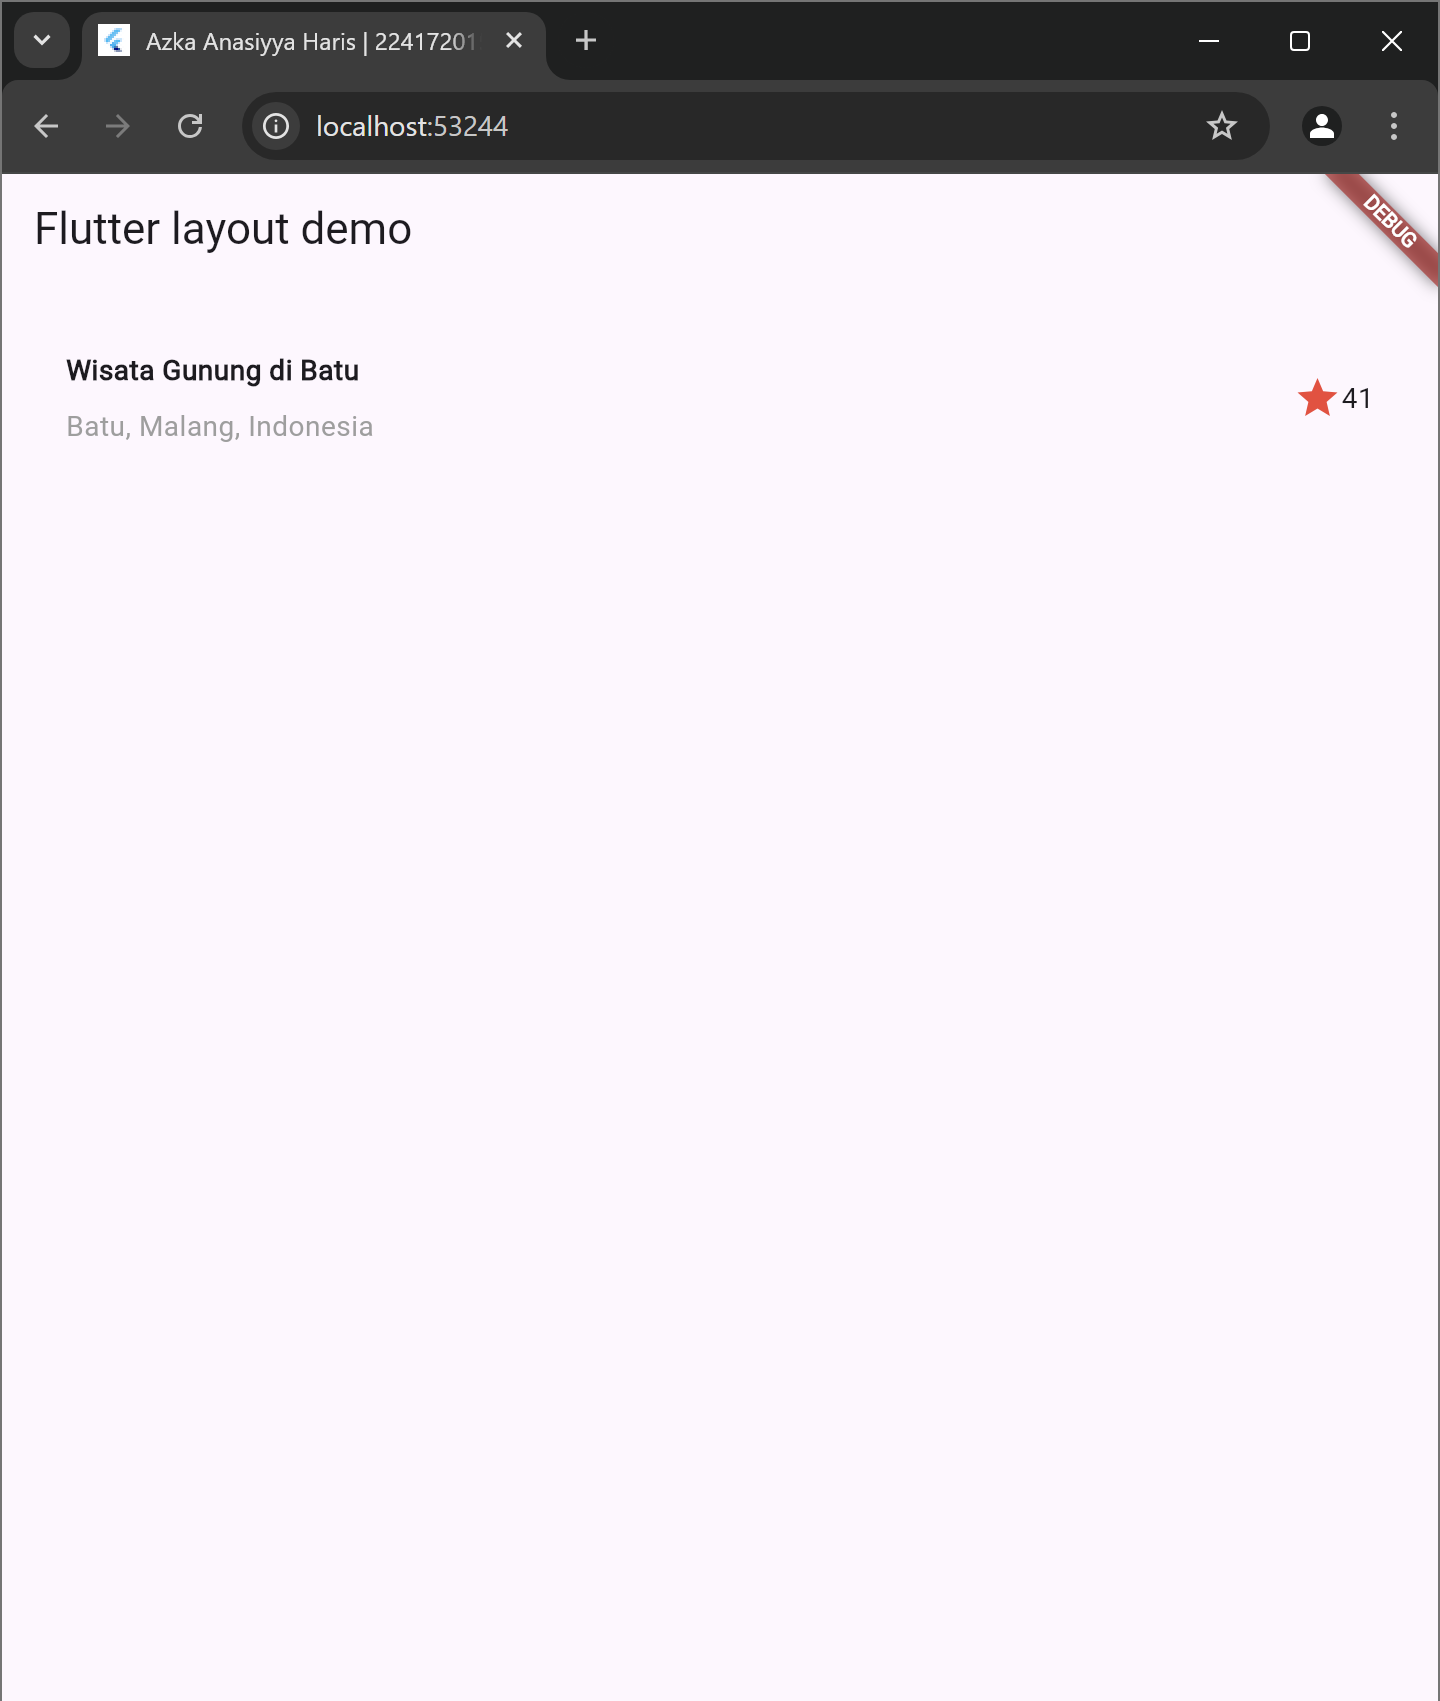 Azka Anasiyya Haris | 22417201
localhost:53244
Flutter layout demo
DEBUG
Wisata Gunung di Batu
41
Batu, Malang, Indonesia